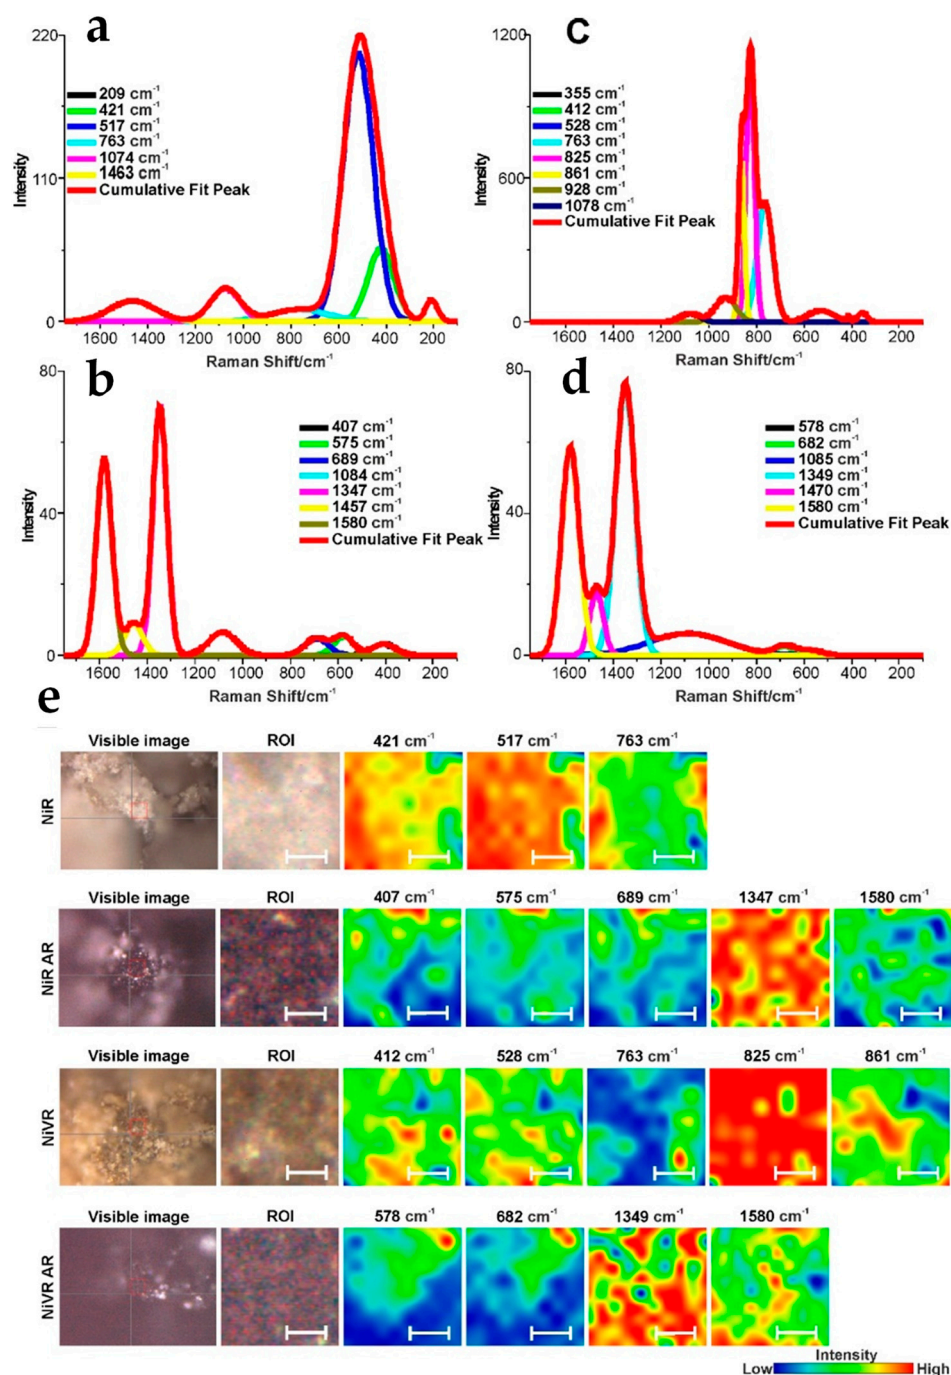 a
220
110
0
Intensity
209 cm-1
421 cm-1
517 cm-1
763 cm-1
1074 cm-1
1463 cm-1
Cumulative Fit Peak
1600 1400 1200 1000 800 600 400 200
Raman Shift/cm-1
c
1200
600
0
Intensity
355 cm-1
412 cm-1
528 cm-1
763 cm-1
825 cm-1
861 cm-1
928 cm-1
1078 cm-1
Cumulative Fit Peak
1600 1400 1200 1000 800 600 400 200
Raman Shift/cm-1
b
80
40
0
Intensity
407 cm-1
575 cm-1
689 cm-1
1084 cm-1
1347 cm-1
1457 cm-1
1580 cm-1
Cumulative Fit Peak
1600 1400 1200 1000 800 600 400 200
Raman Shift/cm-1
d
80
40
0
Intensity
578 cm-1
682 cm-1
1085 cm-1
1349 cm-1
1470 cm-1
1580 cm-1
Cumulative Fit Peak
1600 1400 1200 1000 800 600 400 200
Raman Shift/cm-1
e
Visible image ROI 421 cm-1 517 cm-1 763 cm-1
NiR
Visible image ROI 407 cm-1 575 cm-1 689 cm-1 1347 cm-1 1580 cm-1
NiR AR
Visible image ROI 412 cm-1 528 cm-1 763 cm-1 825 cm-1 861 cm-1
NiVR
Visible image ROI 578 cm-1 682 cm-1 1349 cm-1 1580 cm-1
NiVR AR
Intensity
Low High